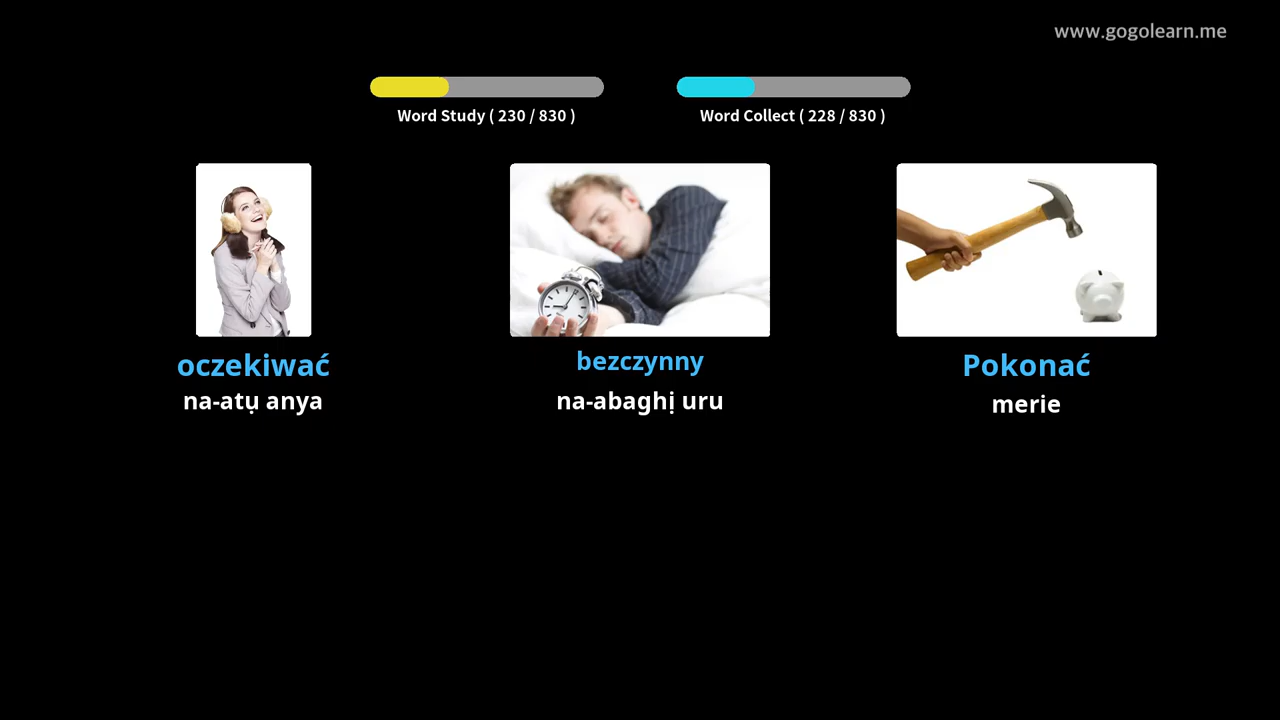 www.gogolearn.me
Word Study ( 230 / 830 )
Word Collect ( 228 / 830 )
oczekiwać
na-atụ anya
bezczynny
na-abaghị uru
Pokonać
merie